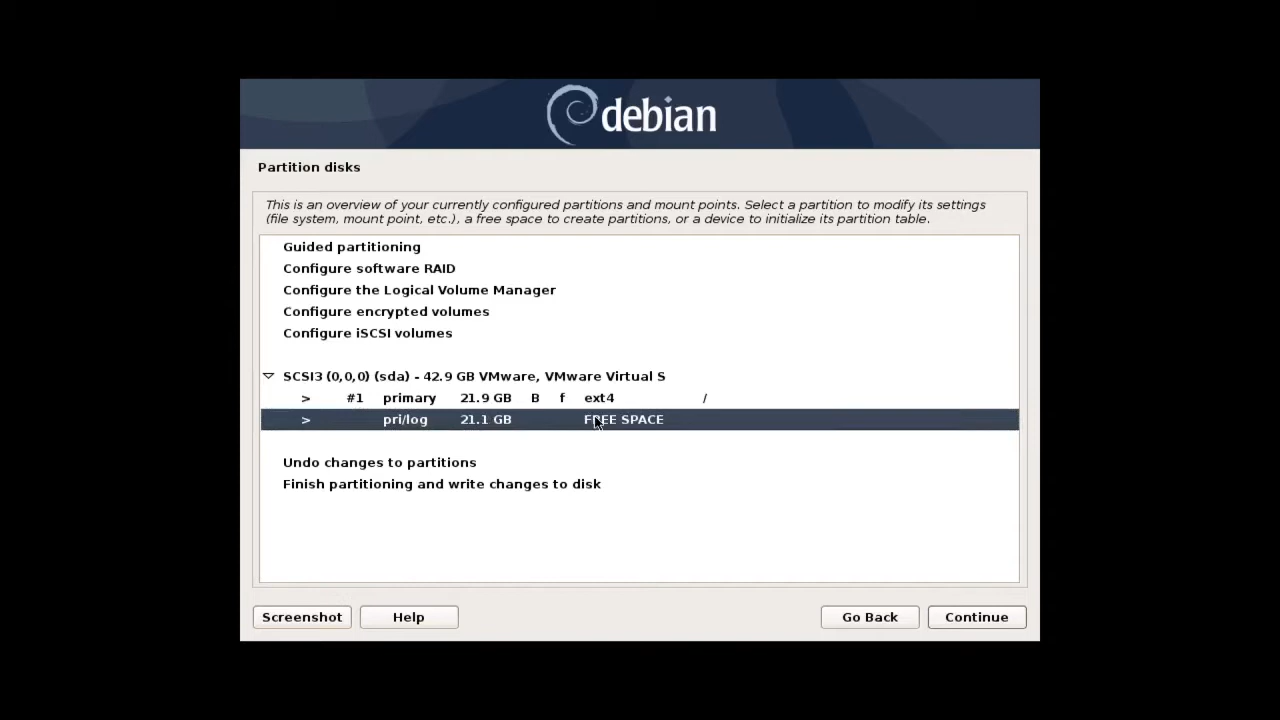 debian
Partition disks
This is an overview of your currently configured partitions and mount points. Select a partition to modify its settings
(file system, mount point, etc.), a free space to create partitions, or a device to initialize its partition table.
Guided partitioning
Configure software RAID
Configure the Logical Volume Manager
Configure encrypted volumes
Configure iSCSI volumes
SCSI3 (0,0,0) (sda) - 42.9 GB VMware, VMware Virtual S
> #1 primary 21.9 GB B f ext4 /
> pri/log 21.1 GB FREE SPACE
Undo changes to partitions
Finish partitioning and write changes to disk
Screenshot Help Go Back Continue